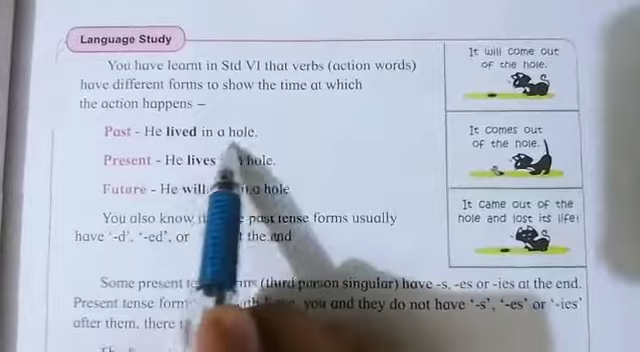 Language Study
You have learnt in Std VI that verbs (action words)
have different forms to show the time at which
the action happens –
Past - He lived in a hole.
Present - He lives hole.
Future - He will a hole
You also know past tense forms usually
have '-d', '-ed', or the end
Some present (third person singular) have -s, -es or -ies at the end.
Present tense form you and they do not have '-s', '-es' or '-ies'
after them, there
It will come out
of the hole.
It comes out
of the hole.
It came out of the
hole and lost its life!